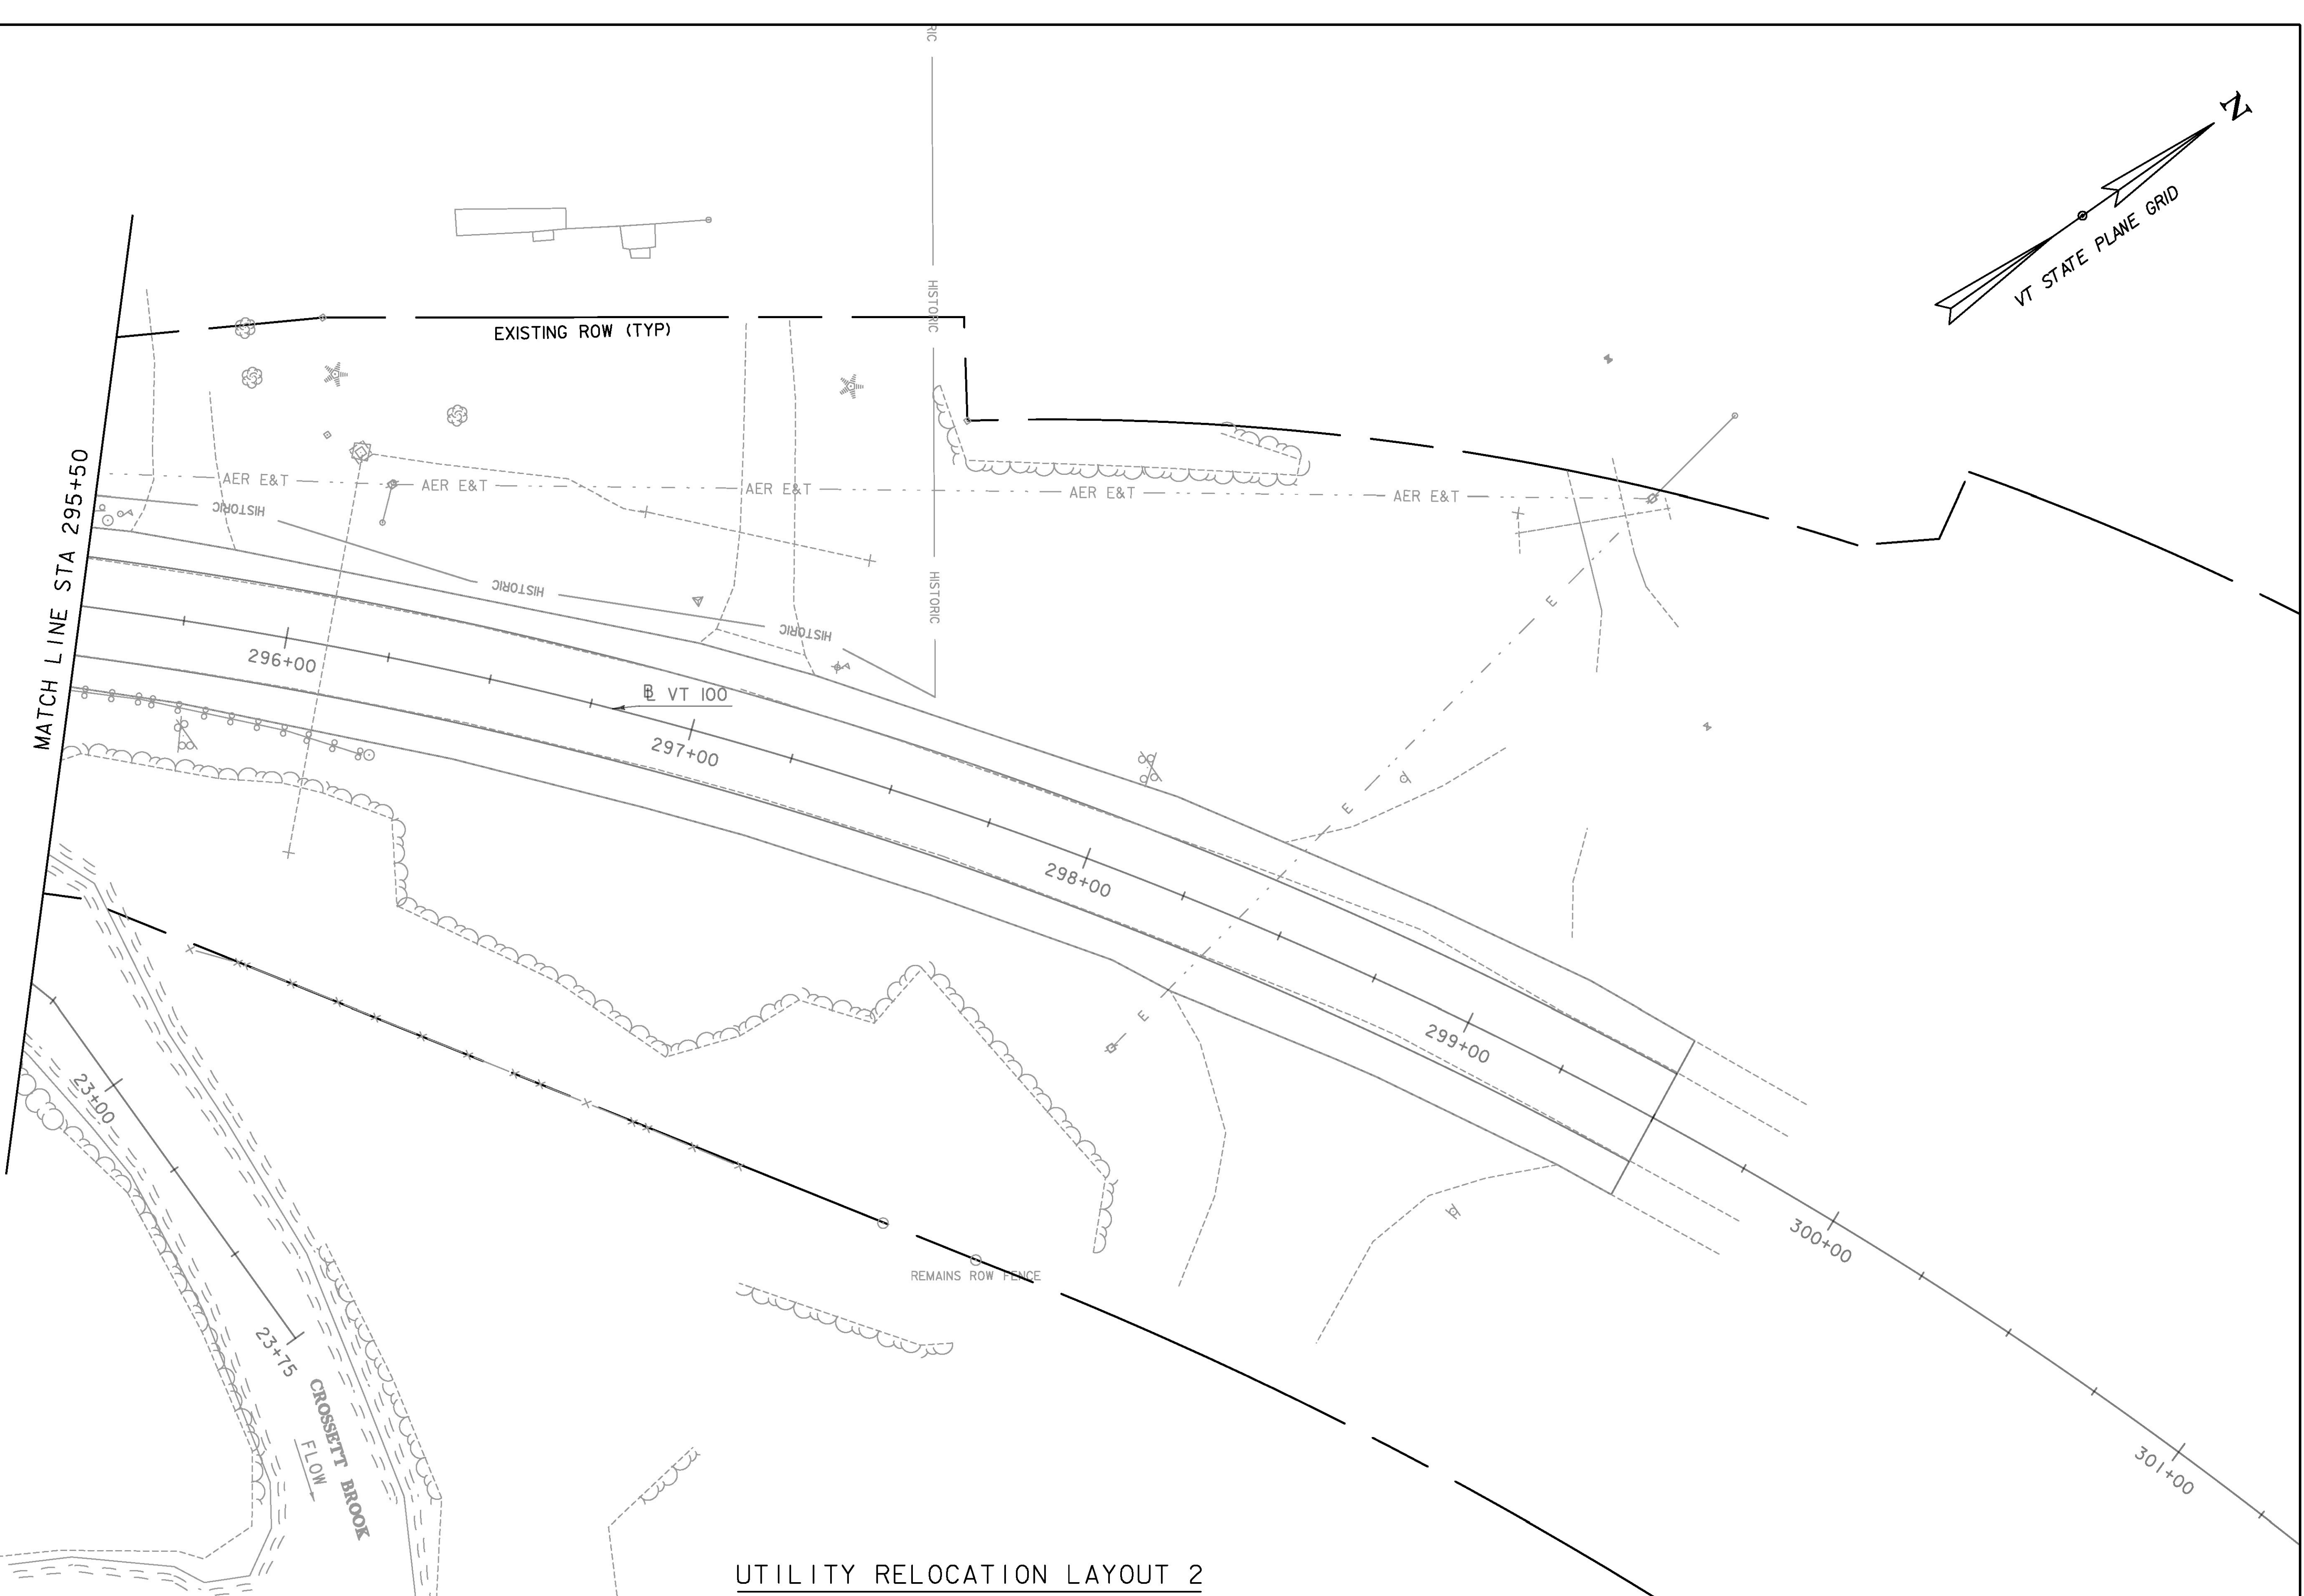 RIC
N
VT STATE PLANE GRID
HISTORIC
EXISTING ROW (TYP)
MATCH LINE STA 295+50
AER E&T
AER E&T
AER E&T
AER E&T
AER E&T
HISTORIC
HISTORIC
HISTORIC
HISTORIC
E
296+00
BL VT 100
297+00
E
298+00
E
299+00
23+00
300+00
REMAINS ROW FENCE
23+75
CROSSETT BROOK
FLOW
301+00
UTILITY RELOCATION LAYOUT 2